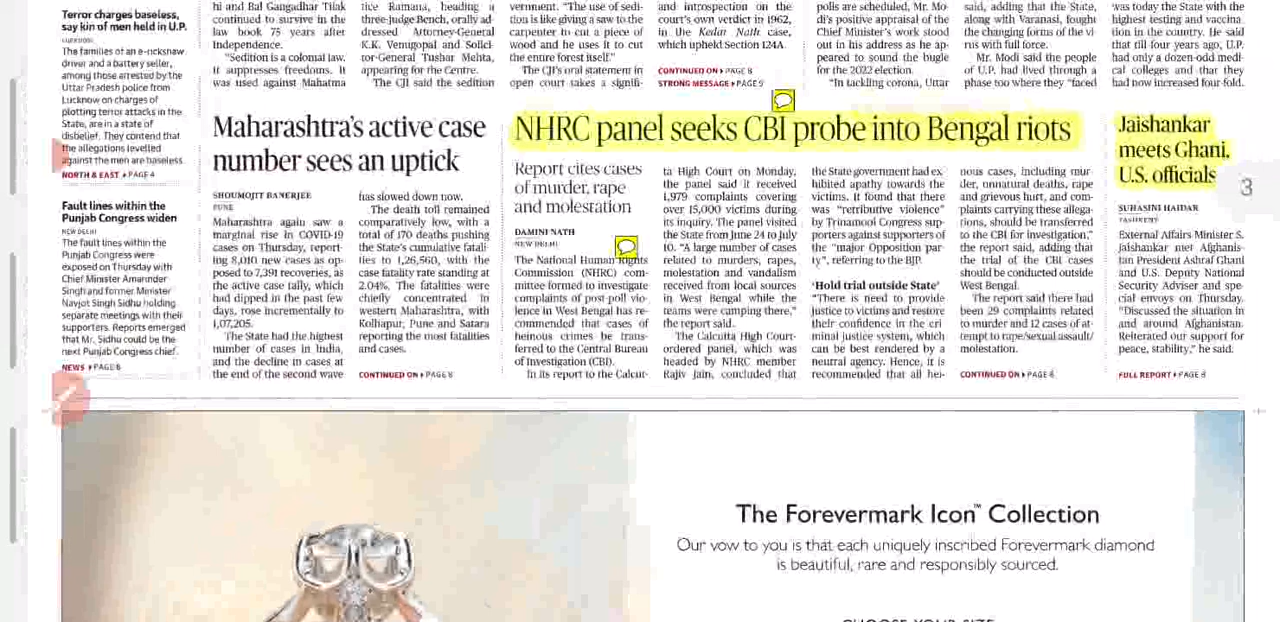 Terror charges baseless,
say kin of men held in U.P.
LUCKNOW
The families of an e-rickshaw
driver and a battery seller,
among those arrested by the
Uttar Pradesh police from
Lucknow on charges of
plotting terror attacks in the
State, are in a state of
disbelief. They contend that
the allegations levelled
against the men are baseless.
NORTH & EAST ▸ PAGE 4
Fault lines within the
Punjab Congress widen
NEW DELHI
The fault lines within the
Punjab Congress were
exposed on Thursday with
Chief Minister Amarinder
Singh and former Minister
Navjot Singh Sidhu holding
separate meetings with their
supporters. Reports emerged
that Mr. Sidhu could be the
next Punjab Congress chief.
NEWS ▸ PAGE 8
hi and Bal Gangadhar Tilak
continued to survive in the
law book 75 years after
Independence.
"Sedition is a colonial law.
It suppresses freedoms. It
was used against Mahatma
tice Ramana, heading a
three-judge Bench, orally ad-
dressed Attorney-General
K.K. Venugopal and Solici-
tor-General Tushar Mehta,
appearing for the Centre.
The CJI said the sedition
vernment. "The use of sedi-
tion is like giving a saw to the
carpenter to cut a piece of
wood and he uses it to cut
the entire forest itself."
The CJI's oral statement in
open court takes a signifi-
and introspection on the
court's own verdict in 1962,
in the Kedar Nath case,
which upheld Section 124A.
CONTINUED ON ▸ PAGE 8
STRONG MESSAGE ▸ PAGE 9
polls are scheduled, Mr. Mo-
di's positive appraisal of the
Chief Minister's work stood
out in his address as he ap-
peared to sound the bugle
for the 2022 election.
"In tackling corona, Uttar
said, adding that the State,
along with Varanasi, fought
the changing forms of the vi-
rus with full force.
Mr. Modi said the people
of U.P. had lived through a
phase too where they "faced
was today the State with the
highest testing and vaccina-
tion in the country. He said
that till four years ago, U.P.
had only a dozen-odd medi-
cal colleges and that they
had now increased four-fold.
Maharashtra's active case
number sees an uptick
SHOUMOJIT BANERJEE
PUNE
Maharashtra again saw a
marginal rise in COVID-19
cases on Thursday, report-
ing 8,010 new cases as op-
posed to 7,391 recoveries, as
the active case tally, which
had dipped in the past few
days, rose incrementally to
1,07,205.
The State had the highest
number of cases in India,
and the decline in cases at
the end of the second wave
has slowed down now.
The death toll remained
comparatively low, with a
total of 170 deaths pushing
the State's cumulative fatali-
ties to 1,26,560, with the
case fatality rate standing at
2.04%. The fatalities were
chiefly concentrated in
western Maharashtra, with
Kolhapur, Pune and Satara
reporting the most fatalities
and cases.
CONTINUED ON ▸ PAGE 8
NHRC panel seeks CBI probe into Bengal riots
Report cites cases
of murder, rape
and molestation
DAMINI NATH
NEW DELHI
The National Human Rights
Commission (NHRC) com-
mittee formed to investigate
complaints of post-poll vio-
lence in West Bengal has re-
commended that cases of
heinous crimes be trans-
ferred to the Central Bureau
of Investigation (CBI).
In its report to the Calcut-
ta High Court on Monday,
the panel said it received
1,979 complaints covering
over 15,000 victims during
its inquiry. The panel visited
the State from June 24 to July
10. "A large number of cases
related to murders, rapes,
molestation and vandalism
received from local sources
in West Bengal while the
teams were camping there,"
the report said.
The Calcutta High Court-
ordered panel, which was
headed by NHRC member
Rajiv Jain, concluded that
the State government had ex-
hibited apathy towards the
victims. It found that there
was "retributive violence"
by Trinamool Congress sup-
porters against supporters of
the "major Opposition par-
ty", referring to the BJP.
'Hold trial outside State'
"There is need to provide
justice to victims and restore
their confidence in the cri-
minal justice system, which
can be best rendered by a
neutral agency. Hence, it is
recommended that all hei-
nous cases, including mur-
der, unnatural deaths, rape
and grievous hurt, and com-
plaints carrying these allega-
tions, should be transferred
to the CBI for investigation,"
the report said, adding that
the trial of the CBI cases
should be conducted outside
West Bengal.
The report said there had
been 29 complaints related
to murder and 12 cases of at-
tempt to rape/sexual assault/
molestation.
CONTINUED ON ▸ PAGE 4
Jaishankar
meets Ghani,
U.S. officials
SUHASINI HAIDAR
TASHKENT
External Affairs Minister S.
Jaishankar met Afghanis-
tan President Ashraf Ghani
and U.S. Deputy National
Security Adviser and spe-
cial envoys on Thursday.
"Discussed the situation in
and around Afghanistan.
Reiterated our support for
peace, stability," he said.
FULL REPORT ▸ PAGE 8
3
The Forevermark Icon™ Collection
Our vow to you is that each uniquely inscribed Forevermark diamond
is beautiful, rare and responsibly sourced.
CHOOSE YOUR SIZE